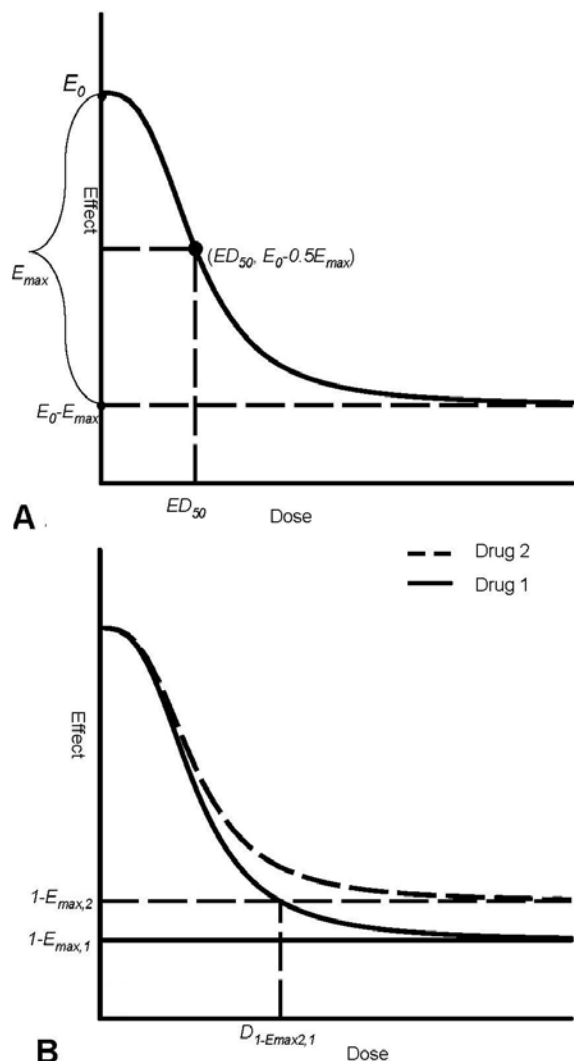 E0
Effect
(ED50, E0-0.5Emax)
Emax
E0-Emax
ED50
Dose
A .
Drug 2
Drug 1
Effect
1-Emax,2
1-Emax,1
D1-Emax2,1
Dose
B